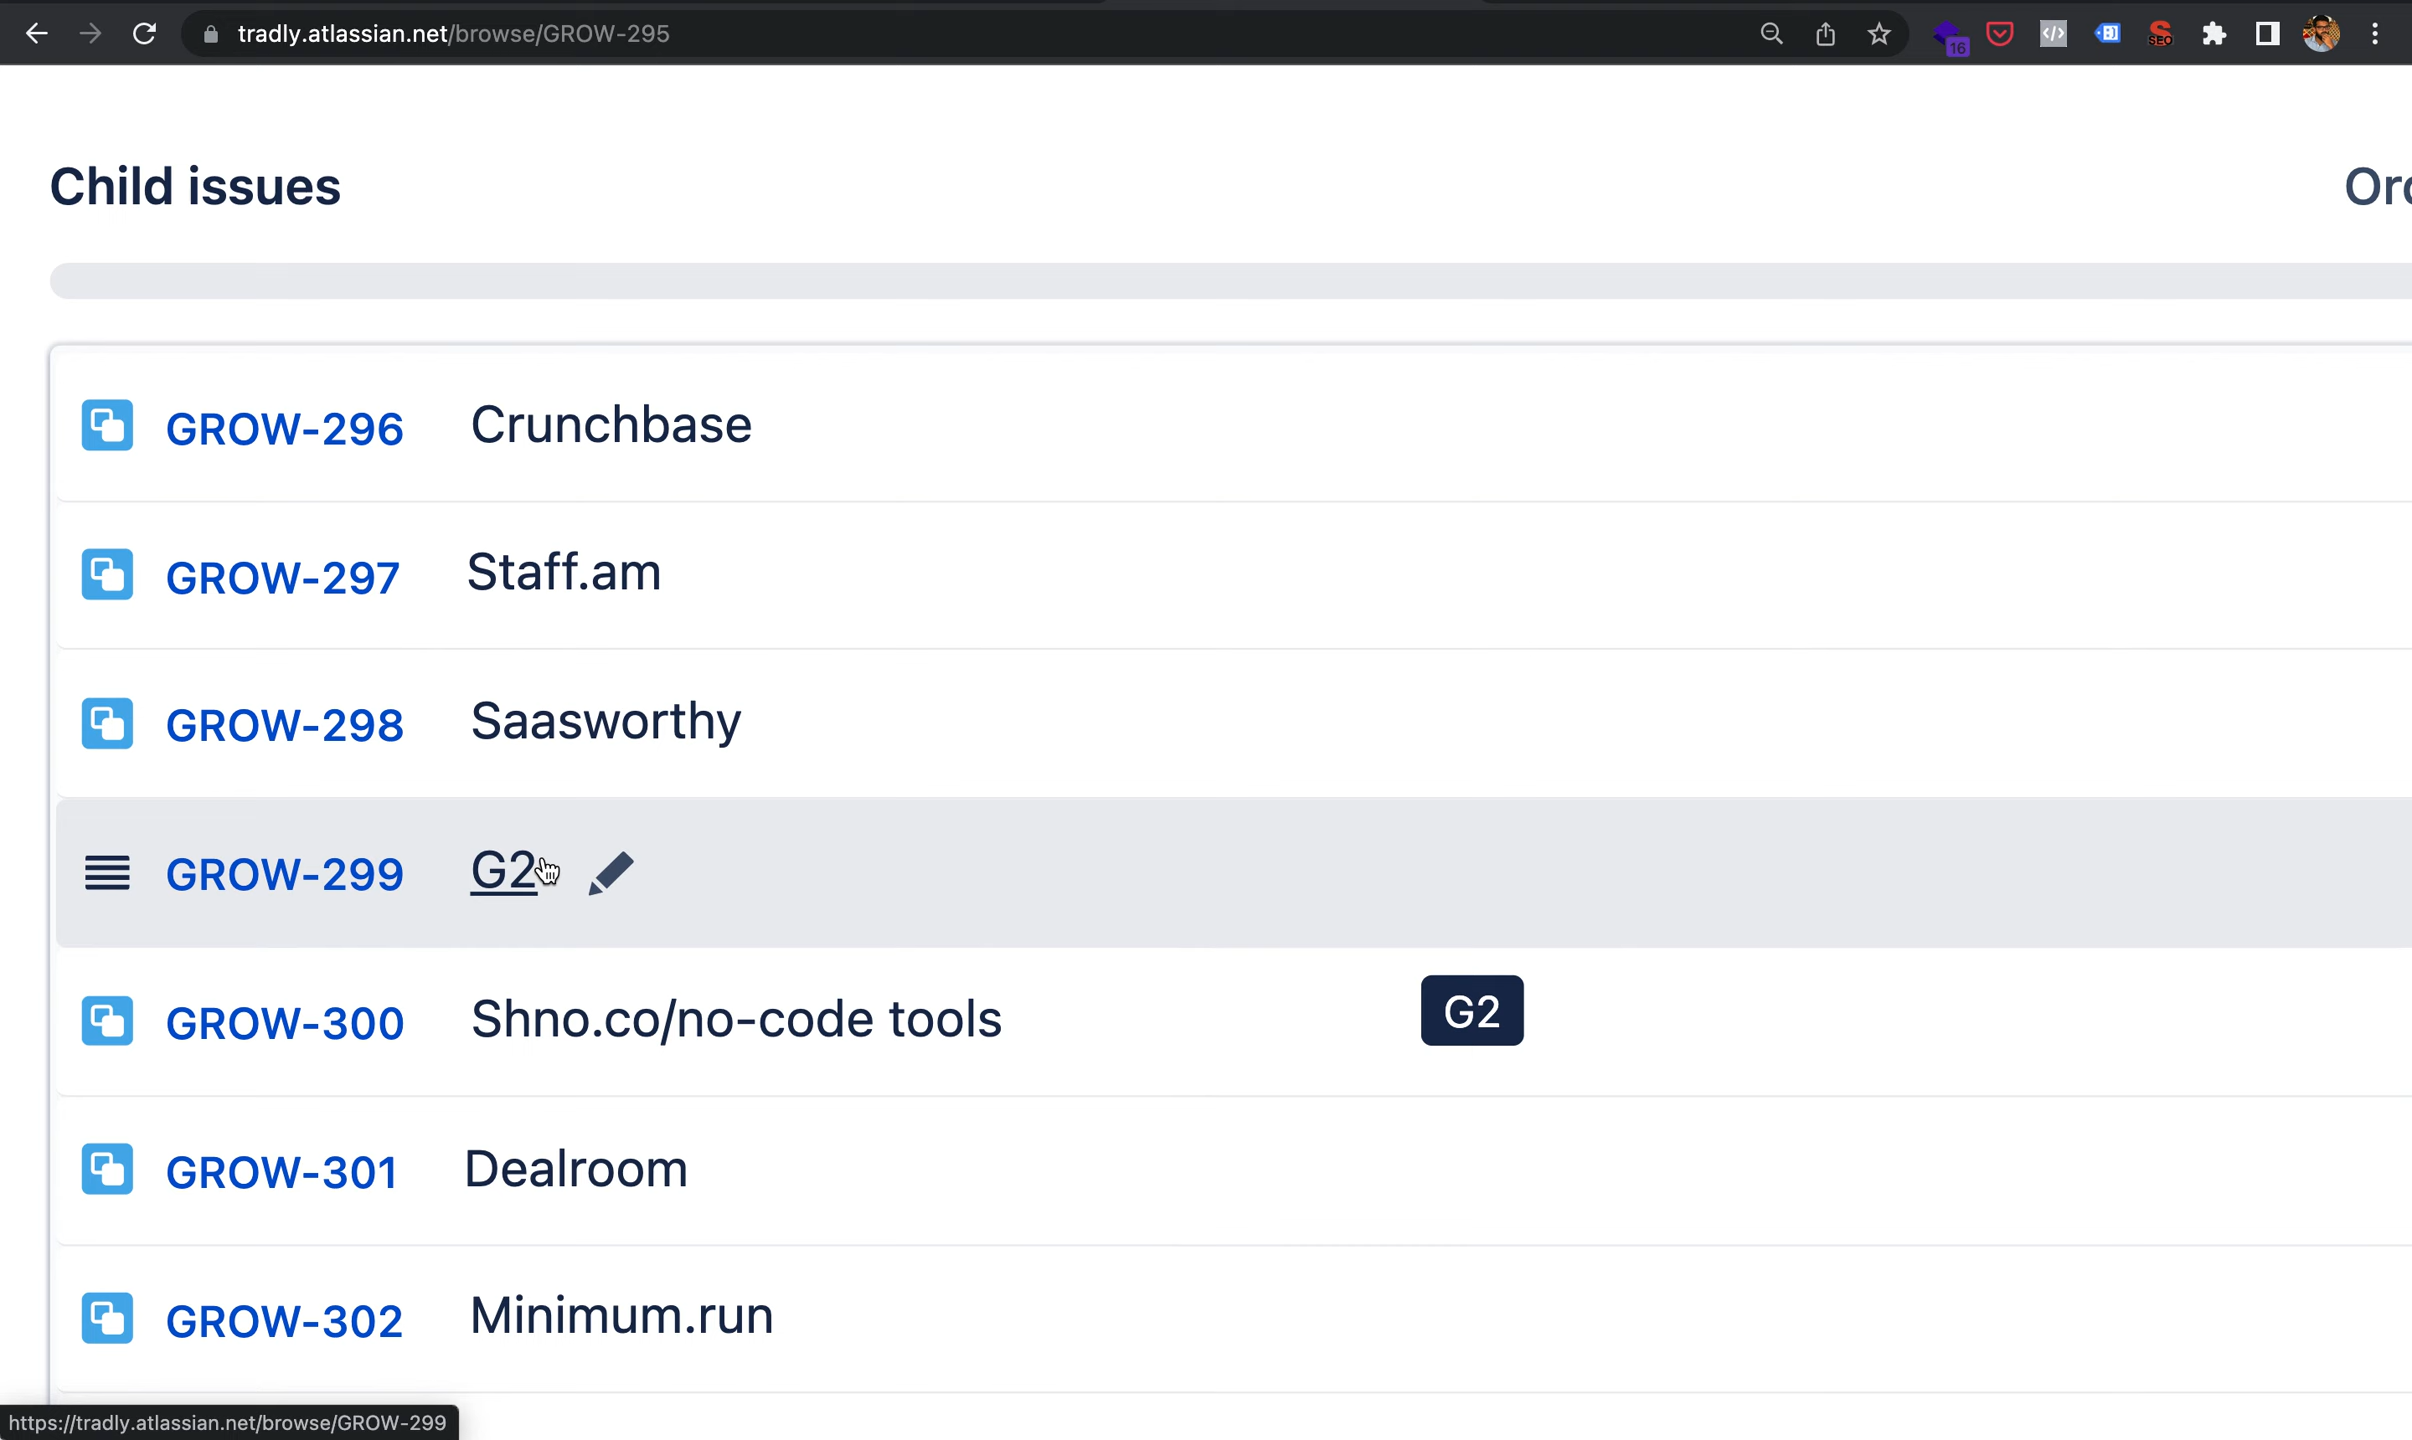 tradly.atlassian.net/browse/GROW-295
16
SEO
Child issues
GROW-296 Crunchbase
GROW-297 Staff.am
GROW-298 Saasworthy
GROW-299 G2
GROW-300 Shno.co/no-code tools
G2
GROW-301 Dealroom
GROW-302 Minimum.run
https://tradly.atlassian.net/browse/GROW-299